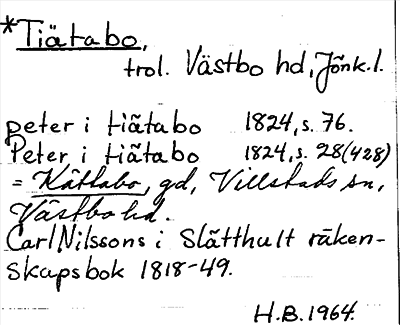 *Tiätabo,
trol. Västbo hd, Jönk.l.
peter i tiätabo 1824, s. 76.
Peter i tiätabo 1824, s. 28(428)
= Kättabo, gd, Villstads sn,
Västbo hd.
Carl Nilssons i Slätthult räken-
skapsbok 1818-49.
H.B. 1964.